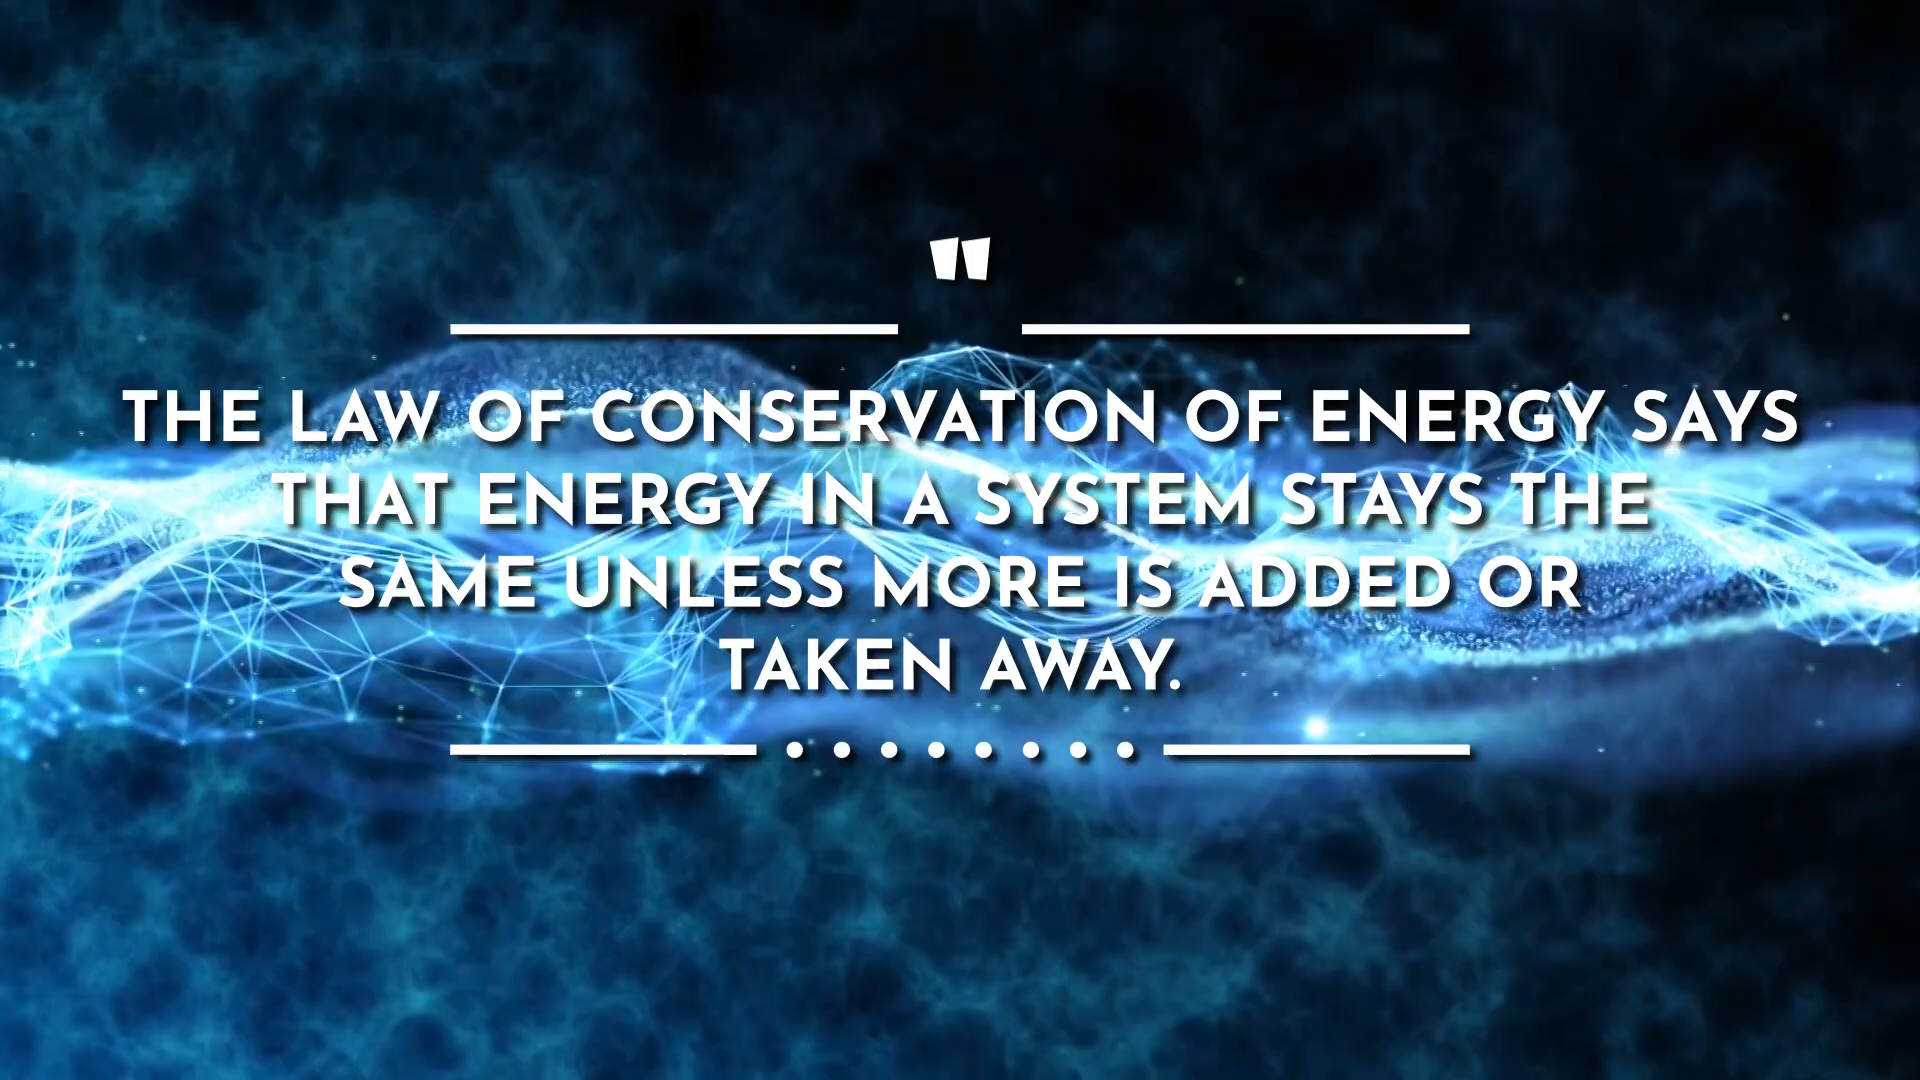 "
THE LAW OF CONSERVATION OF ENERGY SAYS
THAT ENERGY IN A SYSTEM STAYS THE
SAME UNLESS MORE IS ADDED OR
TAKEN AWAY.